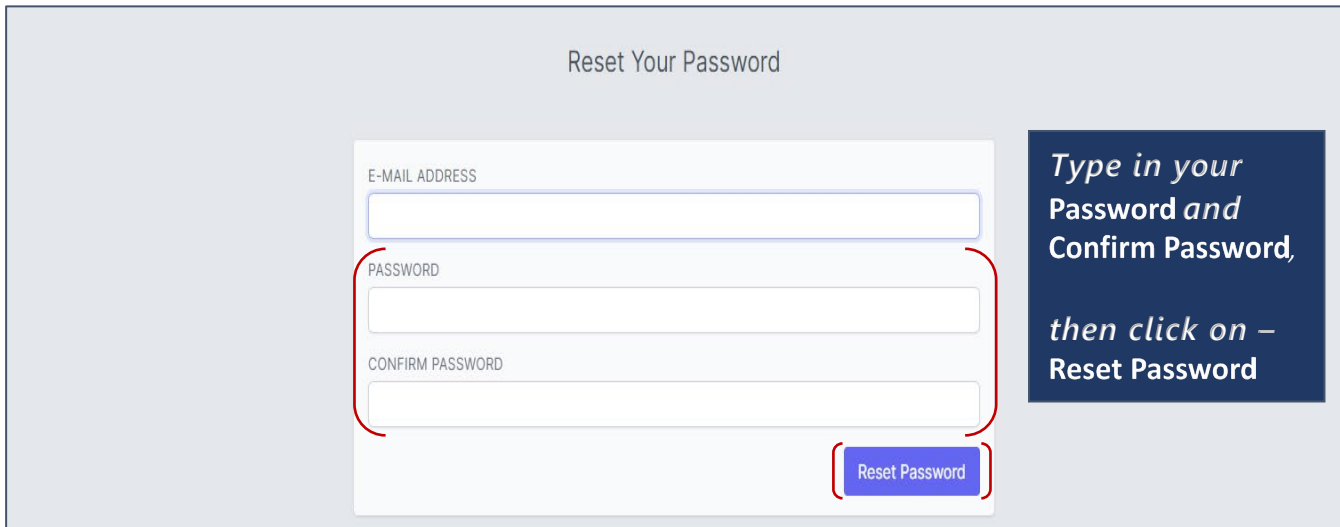 Reset Your Password
E-MAIL ADDRESS
PASSWORD
CONFIRM PASSWORD
Reset Password
Type in your
Password and
Confirm Password,
then click on –
Reset Password